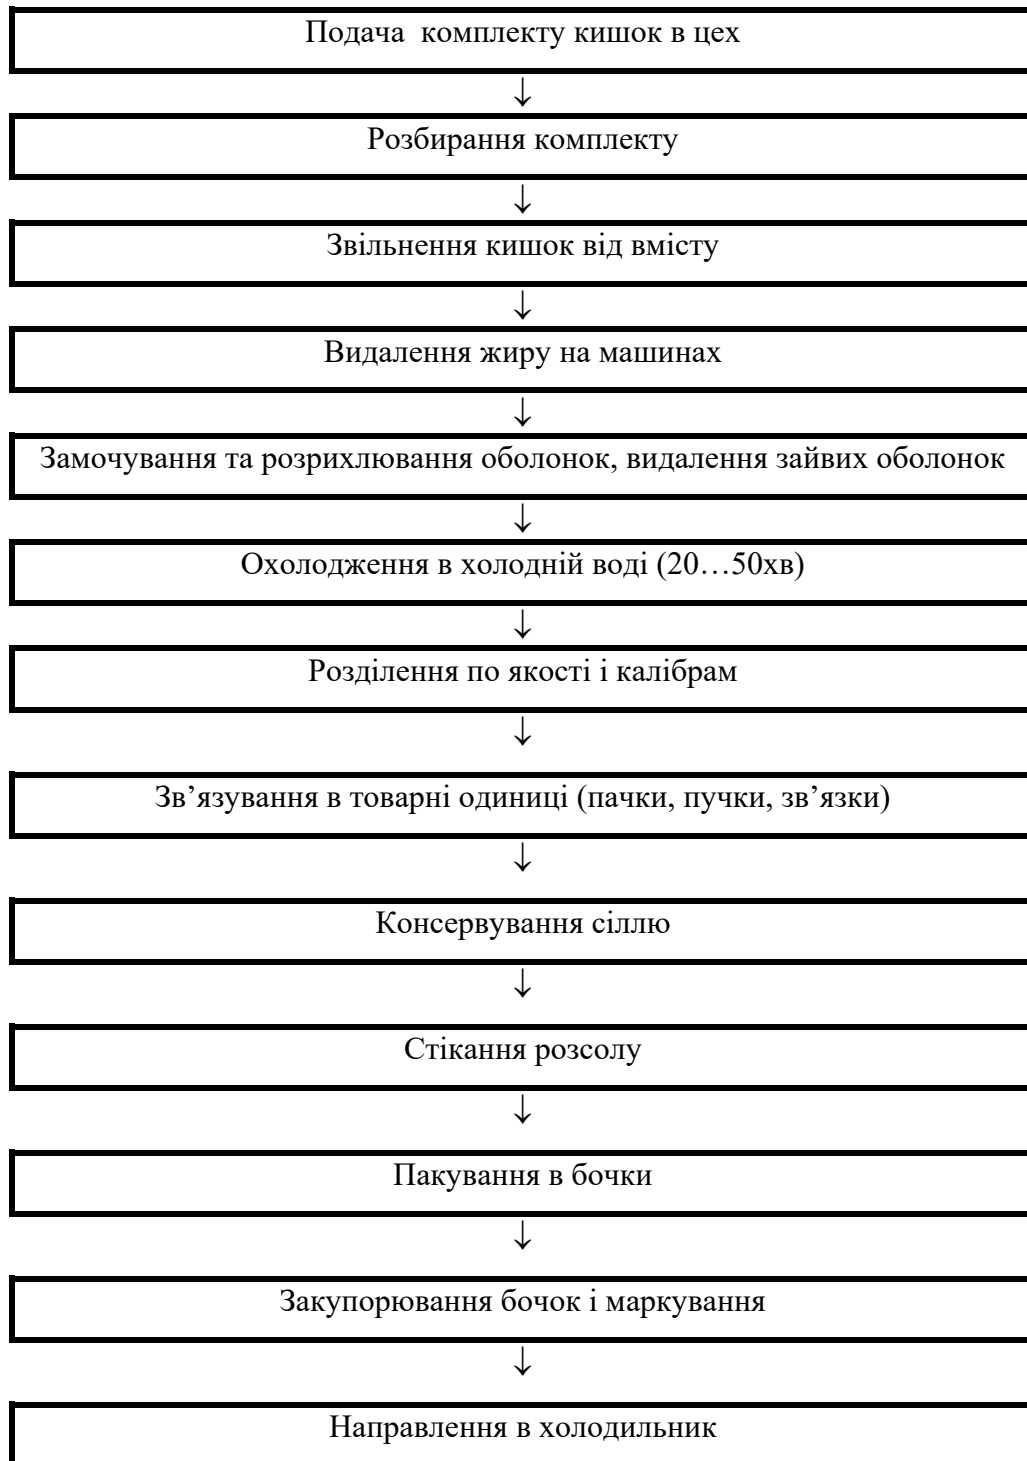 Подача  комплекту кишок в цех
↓
Розбирання комплекту
↓
Звільнення кишок від вмісту
↓
Видалення жиру на машинах
↓
Замочування та розрихлювання оболонок, видалення зайвих оболонок
↓
Охолодження в холодній воді (20…50хв)
↓
Розділення по якості і калібрам
↓
Зв’язування в товарні одиниці (пачки, пучки, зв’язки)
↓
Консервування сіллю
↓
Стікання розсолу
↓
Пакування в бочки
↓
Закупорювання бочок і маркування
↓
Направлення в холодильник